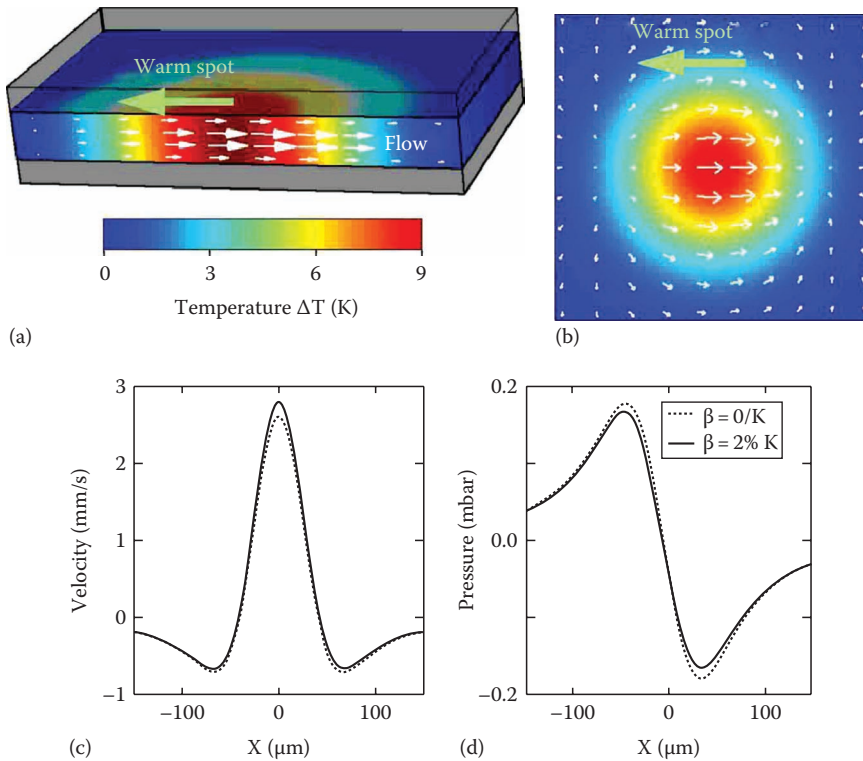 Warm spot
Flow
0 3 6 9
Temperature ΔT (K)
(a)
Warm spot
(b)
3
2
1
0
−1
Velocity (mm/s)
−100 0 100
X (μm)
(c)
0.2
0.0
−0.2
Pressure (mbar)
β = 0/K
β = 2% K
−100 0 100
X (μm)
(d)